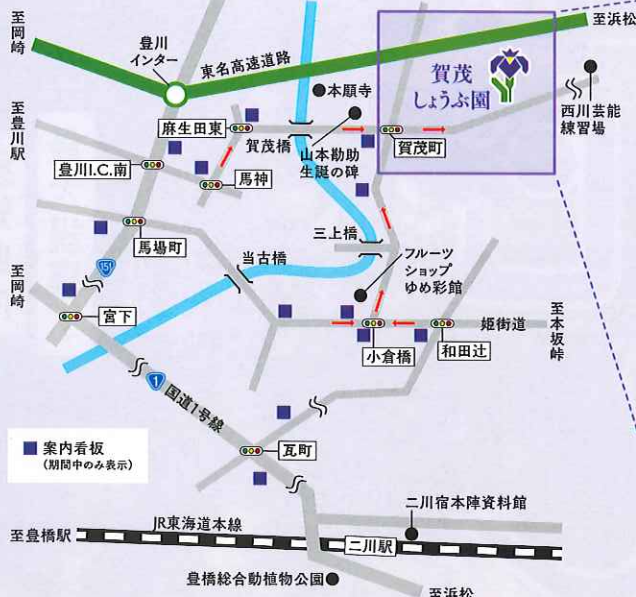 至岡崎
豊川
インター
東名高速道路
至浜松
賀茂
しょうぶ園
西川芸能
練習場
本願寺
麻生田東
賀茂橋
山本勘助
生誕の碑
賀茂町
至豊川駅
豊川I.C.南
馬神
馬場町
三上橋
当古橋
フルーツ
ショップ
ゆめ彩館
至岡崎
151
宮下
姫街道
至本坂峠
小倉橋
和田辻
1
国道1号線
案内看板
(期間中のみ表示)
瓦町
二川宿本陣資料館
JR東海道本線
至豊橋駅
二川駅
豊橋総合動植物公園
至浜松